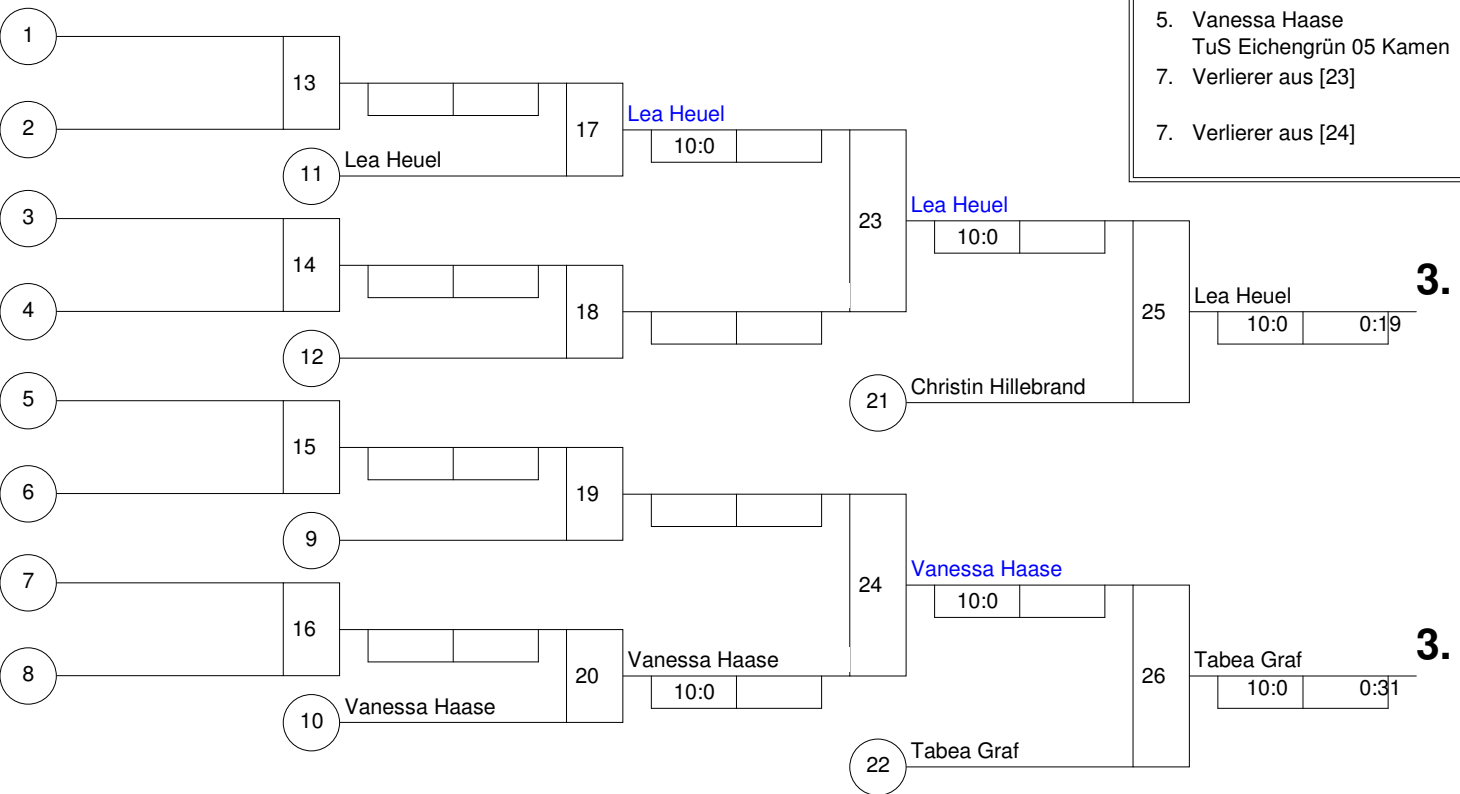 5. Vanessa Haase
TuS Eichengrün 05 Kamen
7. Verlierer aus [23]
7. Verlierer aus [24]
1
13
2
17
Lea Heuel
10:0
11
Lea Heuel
3
14
4
18
12
23
Lea Heuel
10:0
25
Lea Heuel
10:0
0:19
3.
21
Christin Hillebrand
5
15
6
19
9
7
16
8
20
Vanessa Haase
10:0
10
Vanessa Haase
24
Vanessa Haase
10:0
26
Tabea Graf
10:0
0:31
3.
22
Tabea Graf